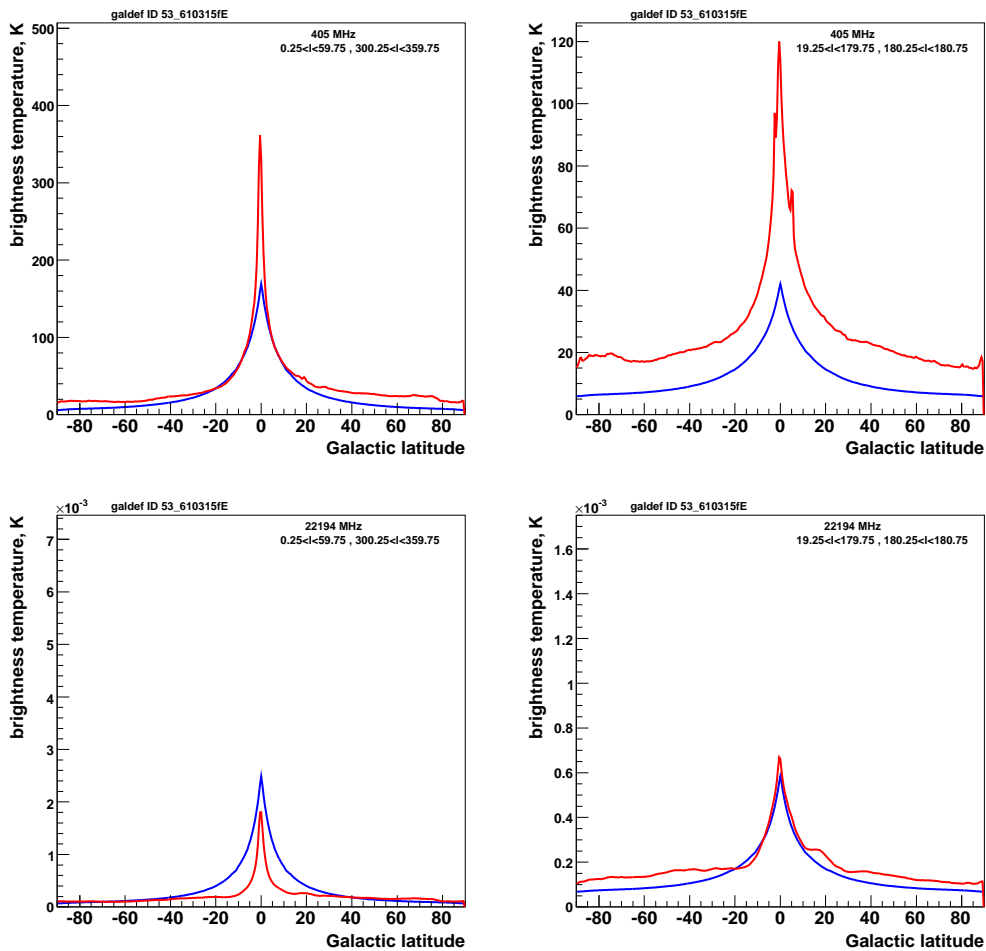 galdef ID 53_610315fE
405 MHz
0.25<l<59.75 , 300.25<l<359.75
brightness temperature, K
500
400
300
200
100
0
-80 -60 -40 -20 0 20 40 60 80
Galactic latitude
galdef ID 53_610315fE
405 MHz
19.25<l<179.75 , 180.25<l<180.75
brightness temperature, K
120
100
80
60
40
20
0
-80 -60 -40 -20 0 20 40 60 80
Galactic latitude
×10-3
galdef ID 53_610315fE
22194 MHz
0.25<l<59.75 , 300.25<l<359.75
brightness temperature, K
7
6
5
4
3
2
1
0
-80 -60 -40 -20 0 20 40 60 80
Galactic latitude
×10-3
galdef ID 53_610315fE
22194 MHz
19.25<l<179.75 , 180.25<l<180.75
brightness temperature, K
1.6
1.4
1.2
1
0.8
0.6
0.4
0.2
0
-80 -60 -40 -20 0 20 40 60 80
Galactic latitude